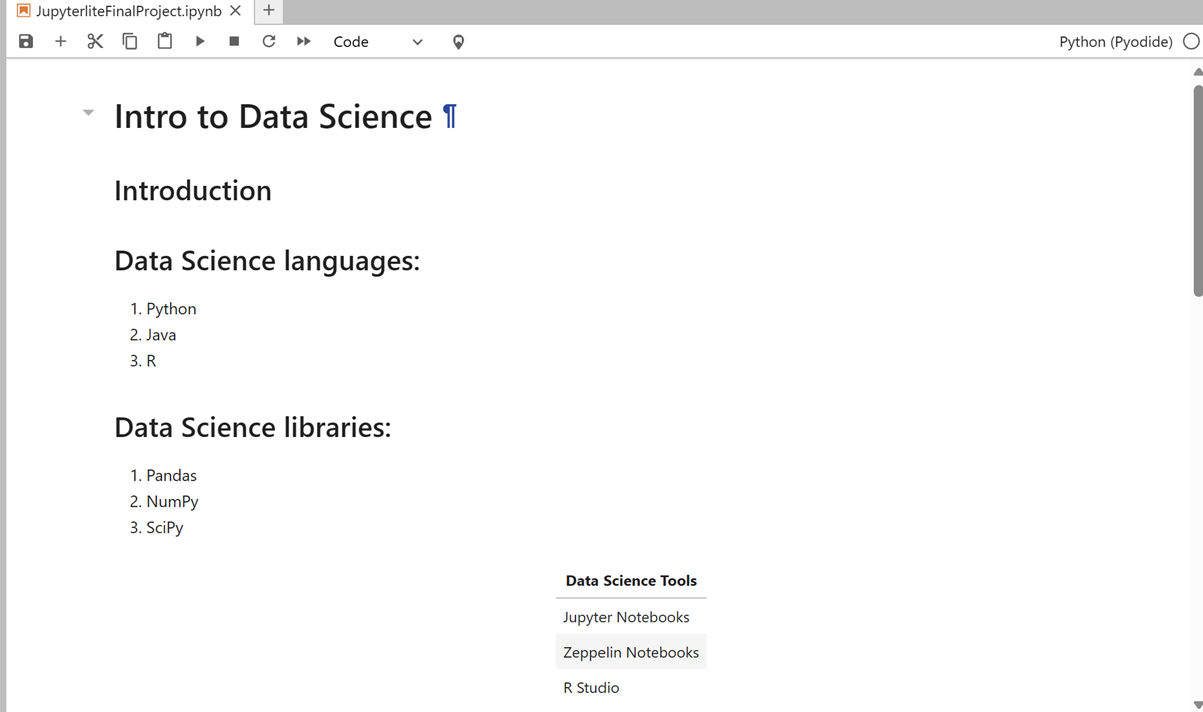 JupyterliteFinalProject.ipynb
Code
Python (Pyodide)
Intro to Data Science ¶
Introduction
Data Science languages:
1. Python
2. Java
3. R
Data Science libraries:
1. Pandas
2. NumPy
3. SciPy
Data Science Tools
Jupyter Notebooks
Zeppelin Notebooks
R Studio